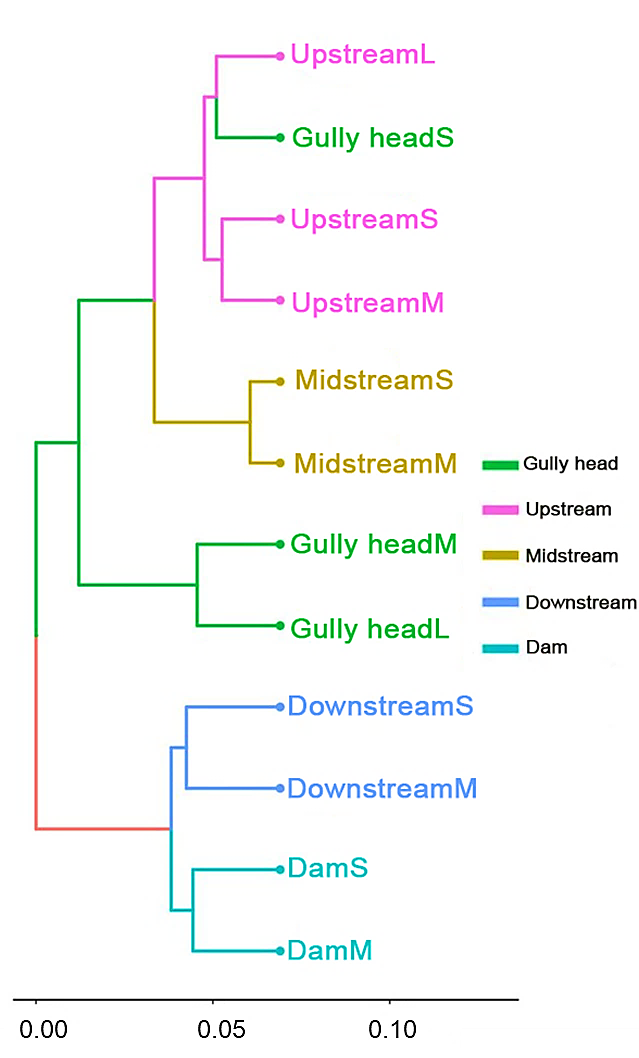 UpstreamL
Gully headS
UpstreamS
UpstreamM
MidstreamS
MidstreamM
Gully headM
Gully headL
DownstreamS
DownstreamM
DamS
DamM
Gully head
Upstream
Midstream
Downstream
Dam
0.00 0.05 0.10